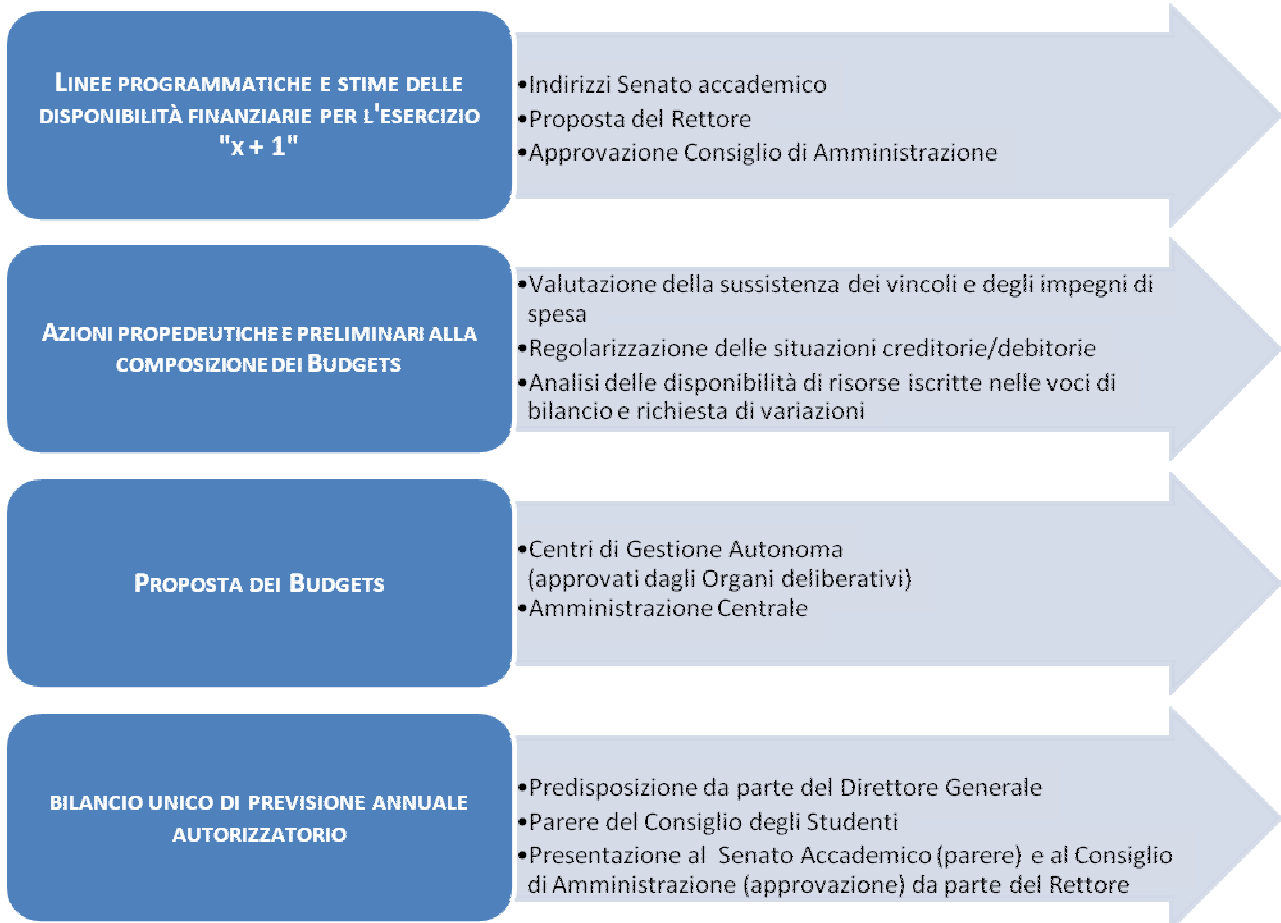 LINEE PROGRAMMATICHE E STIME DELLE
DISPONIBILITÀ FINANZIARIE PER L'ESERCIZIO
"X + 1"
•Indirizzi Senato accademico
•Proposta del Rettore
•Approvazione Consiglio di Amministrazione
AZIONI PROPEDEUTICHE E PRELIMINARI ALLA
COMPOSIZIONE DEI BUDGETS
•Valutazione della sussistenza dei vincoli e degli impegni di
spesa
•Regolarizzazione delle situazioni creditorie/debitorie
•Analisi delle disponibilità di risorse iscritte nelle voci di
bilancio e richiesta di variazioni
PROPOSTA DEI BUDGETS
•Centri di Gestione Autonoma
(approvati dagli Organi deliberativi)
•Amministrazione Centrale
BILANCIO UNICO DI PREVISIONE ANNUALE
AUTORIZZATORIO
•Predisposizione da parte del Direttore Generale
•Parere del Consiglio degli Studenti
•Presentazione al Senato Accademico (parere) e al Consiglio
di Amministrazione (approvazione) da parte del Rettore